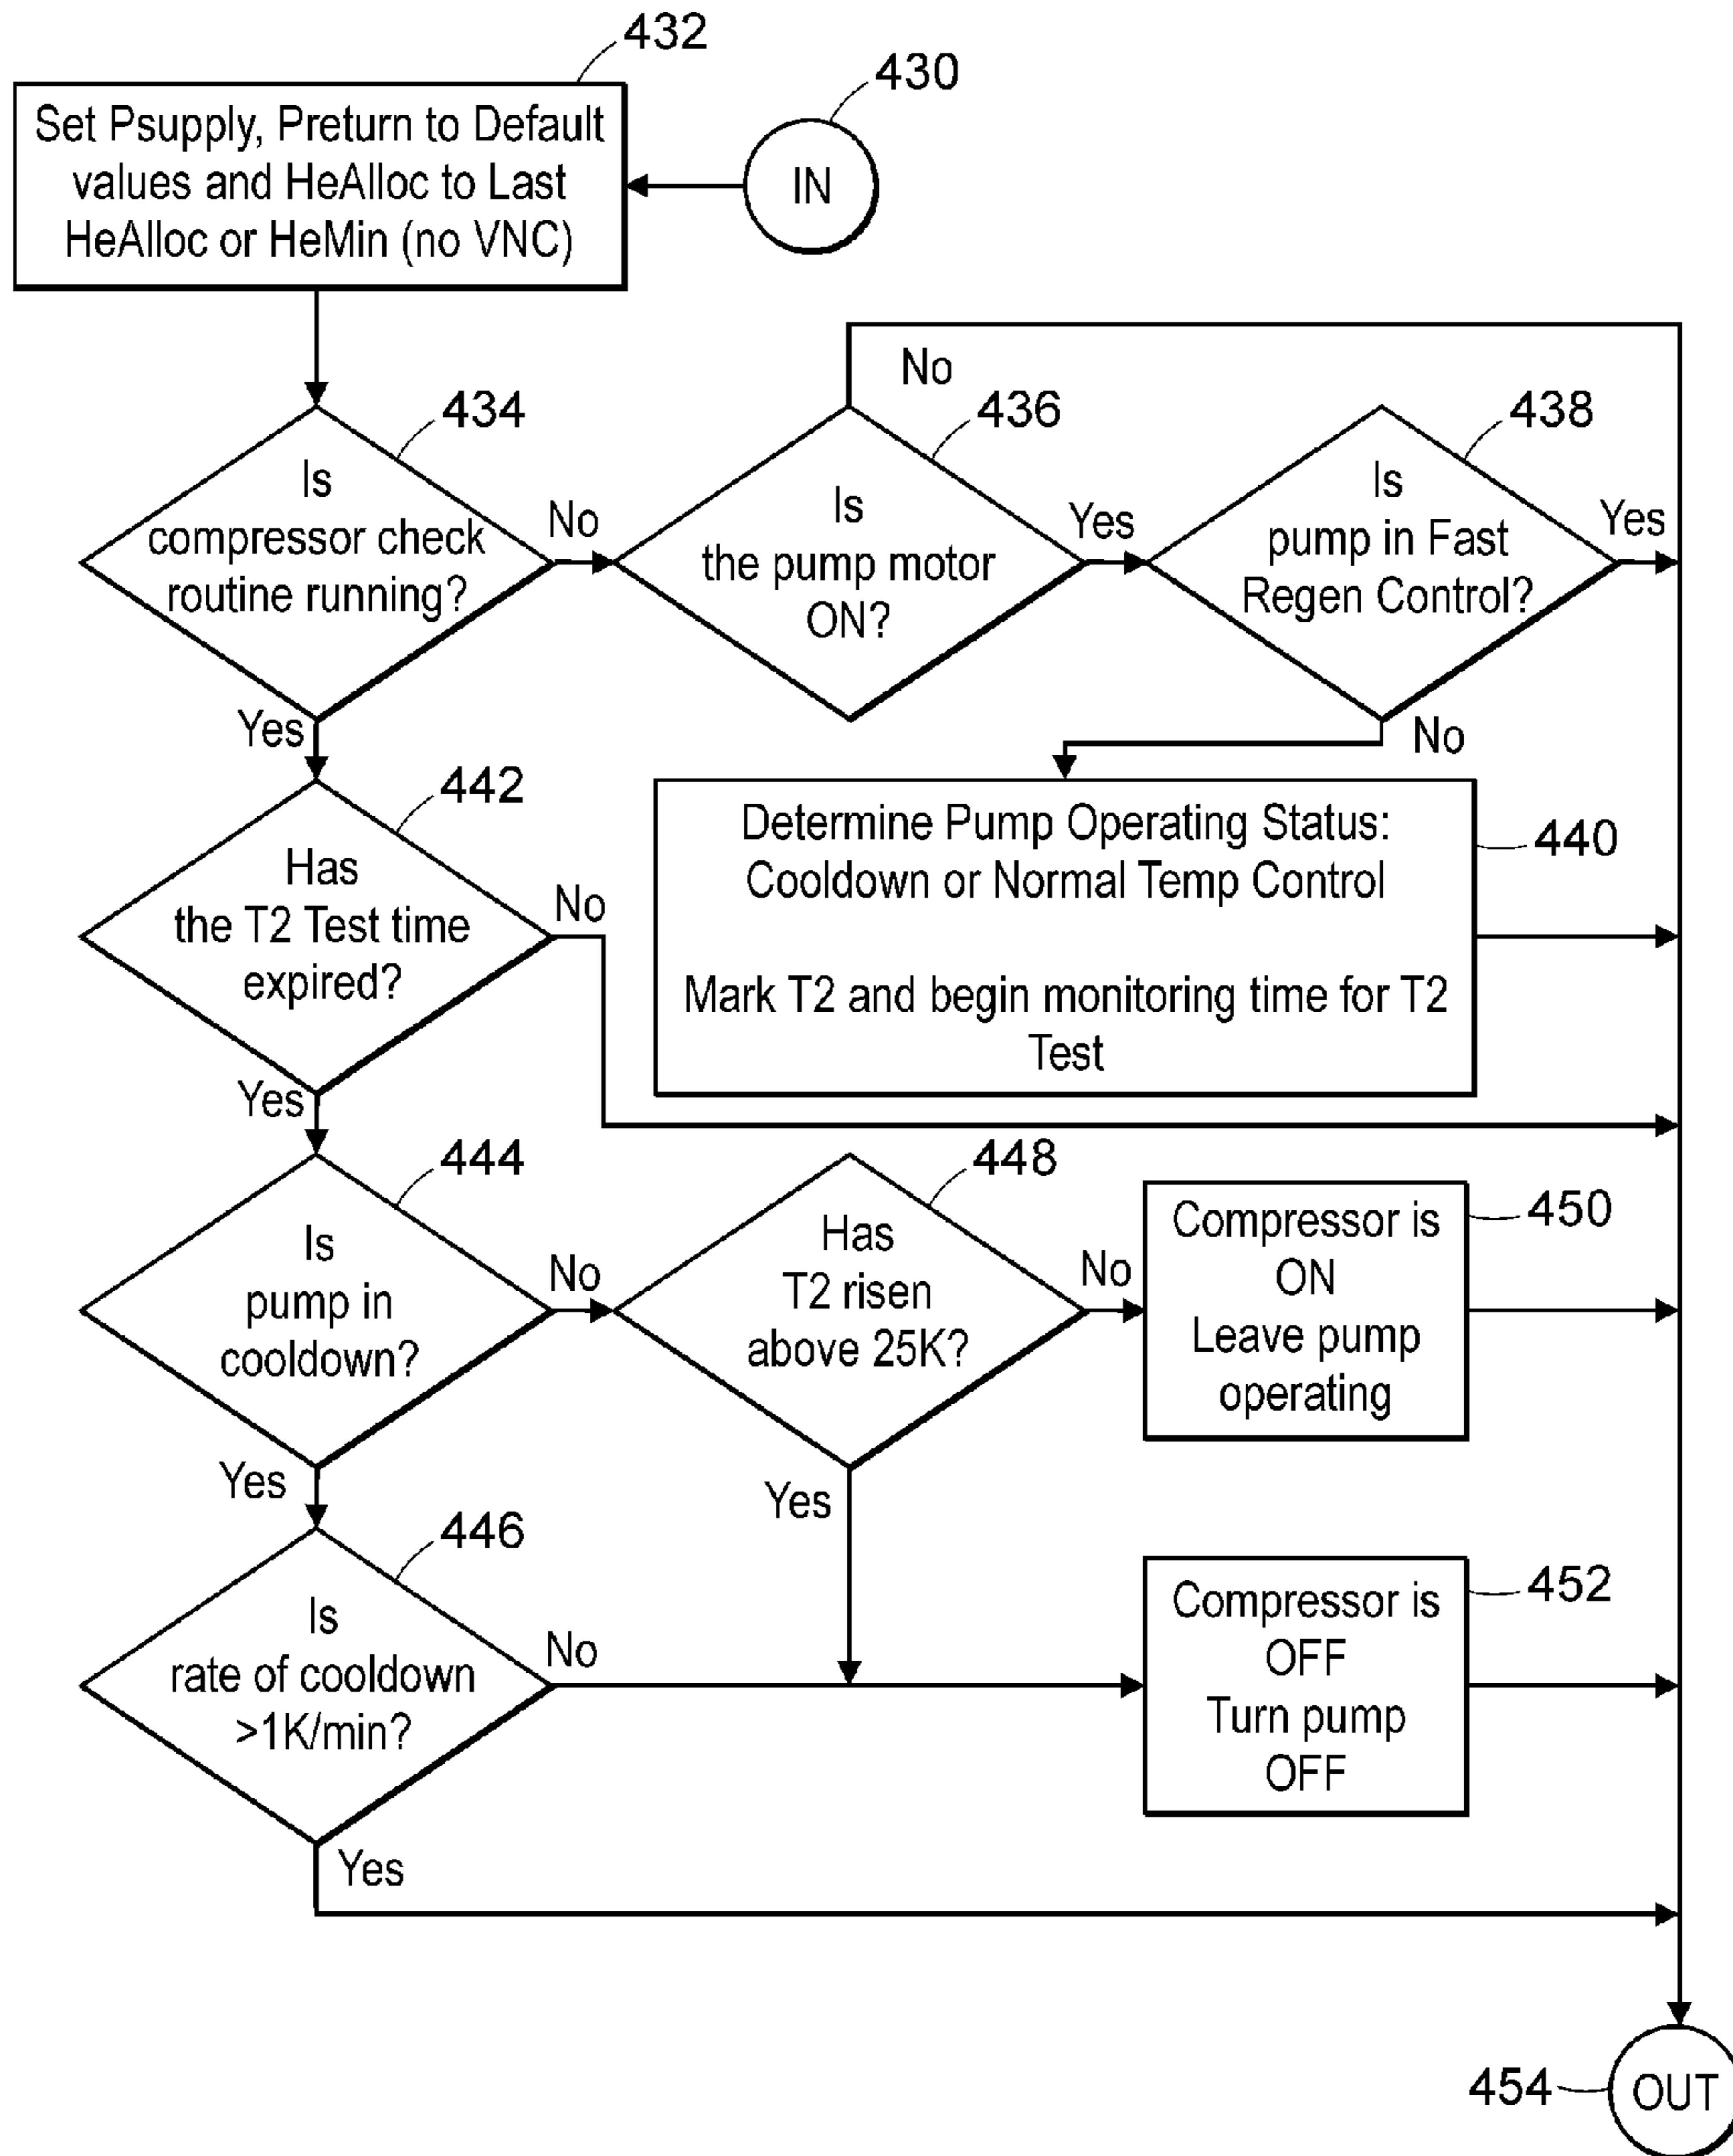 432
430
Set Psupply, Preturn to Default
values and HeAlloc to Last
HeAlloc or HeMin (no VNC)
IN
No
434
436
438
Is
compressor check
routine running?
No
Is
the pump motor
ON?
Yes
Is
pump in Fast
Regen Control?
Yes
Yes
No
442
Has
the T2 Test time
expired?
No
Determine Pump Operating Status:
Cooldown or Normal Temp Control
Mark T2 and begin monitoring time for T2
Test
440
Yes
444
448
450
Is
pump in
cooldown?
No
Has
T2 risen
above 25K?
No
Compressor is
ON
Leave pump
operating
Yes
Yes
446
452
Is
rate of cooldown
>1K/min?
No
Compressor is
OFF
Turn pump
OFF
Yes
454
OUT